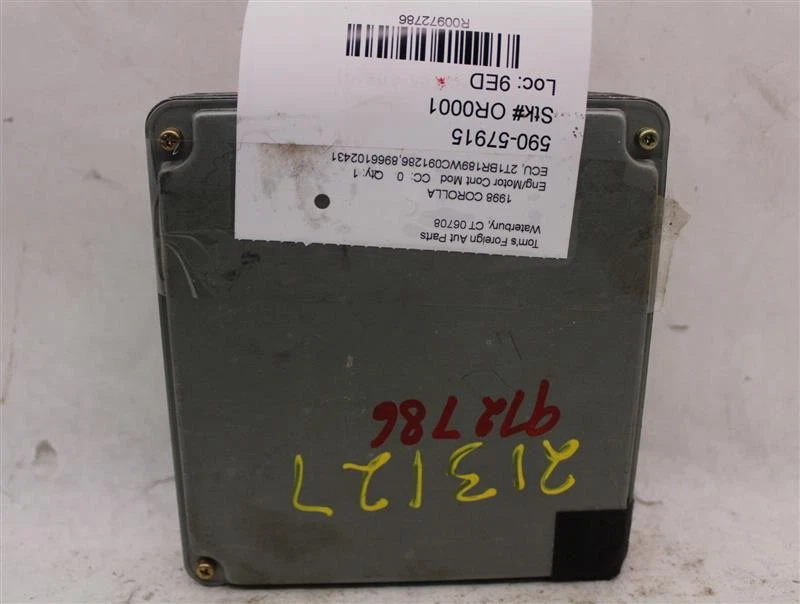 213127
972786
Tom's Foreign Aut Parts
Waterbury, CT 06708
1998 COROLLA
Eng/Motor Cont Mod CC: 0 Qty: 1
ECU, 2T1BR189WC091286,8966102431
590-57915
Stk# OR0001
Loc: 9ED
R00972786